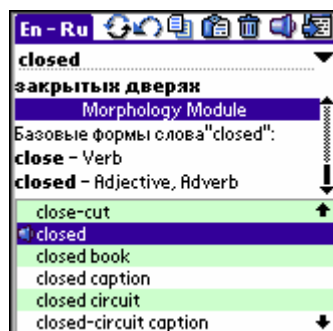 En - Ru
closed
закрытых дверях
Morphology Module
Базовые формы слова"closed":
close - Verb
closed - Adjective, Adverb
close-cut
closed
closed book
closed caption
closed circuit
closed-circuit caption